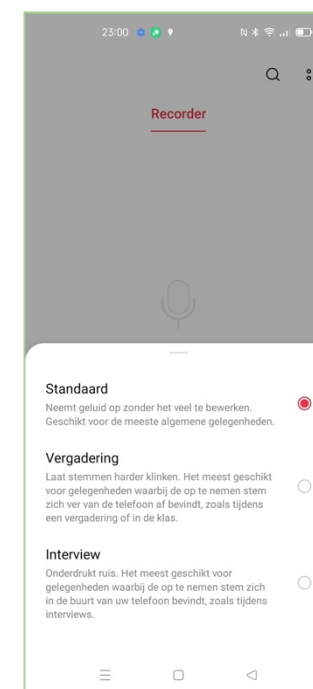 23:00
Recorder
Standaard
Neemt geluid op zonder het veel te bewerken.
Geschikt voor de meeste algemene gelegenheden.
Vergadering
Laat stemmen harder klinken. Het meest geschikt
voor gelegenheden waarbij de op te nemen stem
zich ver van de telefoon af bevindt, zoals tijdens
een vergadering of in de klas.
Interview
Onderdrukt ruis. Het meest geschikt voor
gelegenheden waarbij de op te nemen stem zich
in de buurt van uw telefoon bevindt, zoals tijdens
interviews.